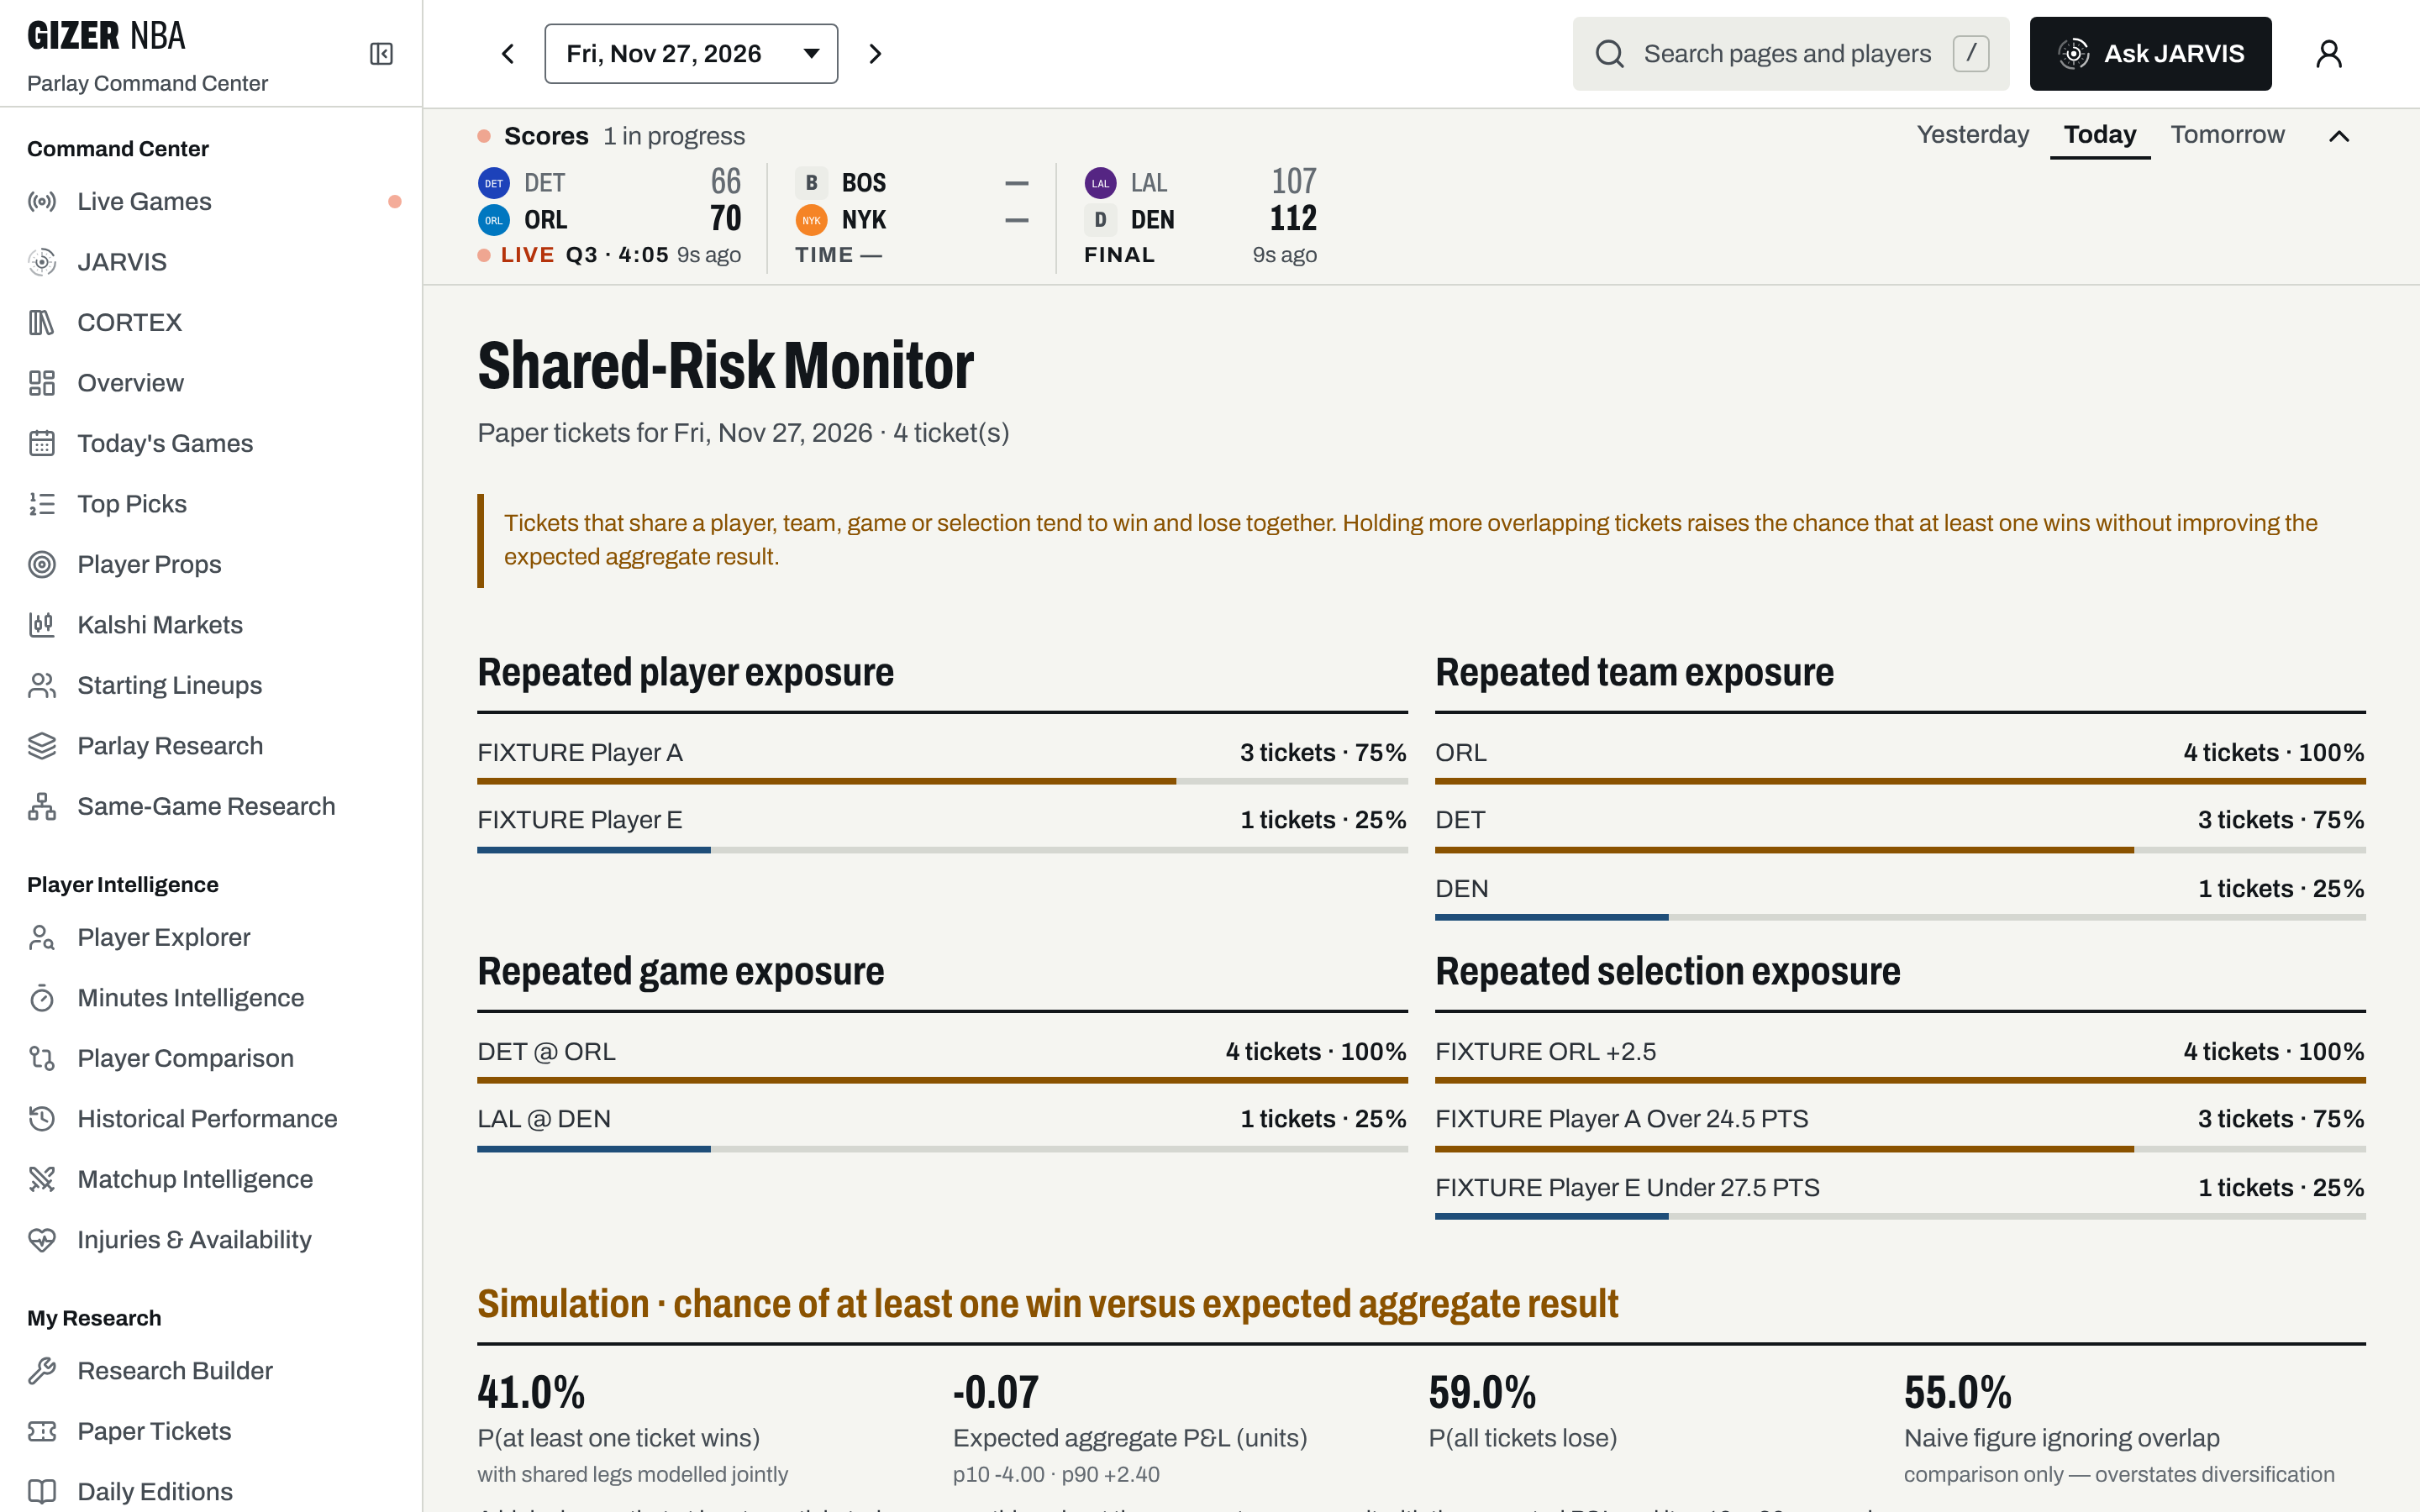 GIZER NBA
Parlay Command Center
Fri, Nov 27, 2026
Search pages and players /
Ask JARVIS
Command Center
Live Games
JARVIS
CORTEX
Overview
Today's Games
Top Picks
Player Props
Kalshi Markets
Starting Lineups
Parlay Research
Same-Game Research
Player Intelligence
Player Explorer
Minutes Intelligence
Player Comparison
Historical Performance
Matchup Intelligence
Injuries & Availability
My Research
Research Builder
Paper Tickets
Daily Editions
Scores 1 in progress
Yesterday Today Tomorrow
DET DET 66
ORL ORL 70
LIVE Q3 · 4:05 9s ago
B BOS —
NYK NYK —
TIME —
LAL LAL 107
D DEN 112
FINAL 9s ago
Shared-Risk Monitor
Paper tickets for Fri, Nov 27, 2026 · 4 ticket(s)
Tickets that share a player, team, game or selection tend to win and lose together. Holding more overlapping tickets raises the chance that at least one wins without improving the
expected aggregate result.
Repeated player exposure
FIXTURE Player A 3 tickets · 75%
FIXTURE Player E 1 tickets · 25%
Repeated team exposure
ORL 4 tickets · 100%
DET 3 tickets · 75%
DEN 1 tickets · 25%
Repeated game exposure
DET @ ORL 4 tickets · 100%
LAL @ DEN 1 tickets · 25%
Repeated selection exposure
FIXTURE ORL +2.5 4 tickets · 100%
FIXTURE Player A Over 24.5 PTS 3 tickets · 75%
FIXTURE Player E Under 27.5 PTS 1 tickets · 25%
Simulation · chance of at least one win versus expected aggregate result
41.0%
P(at least one ticket wins)
with shared legs modelled jointly
-0.07
Expected aggregate P&L (units)
p10 -4.00 · p90 +2.40
59.0%
P(all tickets lose)
55.0%
Naive figure ignoring overlap
comparison only — overstates diversification